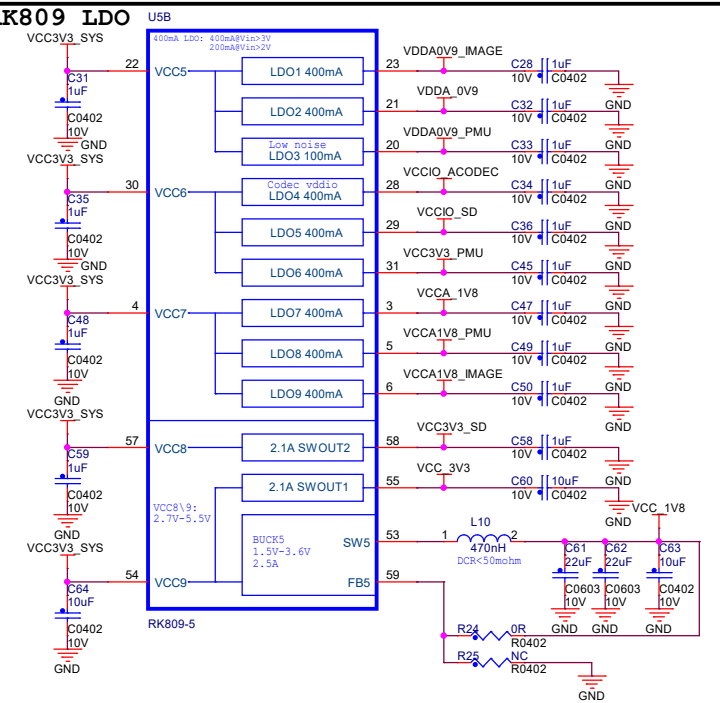 RK809 LDO
U5B
VCC3V3_SYS
400mA LDO: 400mA@Vin>3V
200mA@Vin>2V
22
VCC5
LDO1 400mA
23
VDDA0V9_IMAGE
C28
1uF
10V
C0402
GND
C31
1uF
C0402
10V
GND
LDO2 400mA
21
VDDA_0V9
C32
1uF
10V
C0402
GND
Low noise
LDO3 100mA
20
VDDA0V9_PMU
C33
1uF
10V
C0402
GND
VCC3V3_SYS
30
VCC6
Codec vddio
LDO4 400mA
28
VCCIO_ACODEC
C34
1uF
10V
C0402
GND
C35
1uF
C0402
10V
GND
LDO5 400mA
29
VCCIO_SD
C36
1uF
10V
C0402
GND
LDO6 400mA
31
VCC3V3_PMU
C45
1uF
10V
C0402
GND
VCC3V3_SYS
4
VCC7
LDO7 400mA
3
VCCA_1V8
C47
1uF
10V
C0402
GND
C48
1uF
C0402
10V
GND
LDO8 400mA
5
VCCA1V8_PMU
C49
1uF
10V
C0402
GND
LDO9 400mA
6
VCCA1V8_IMAGE
C50
1uF
10V
C0402
GND
VCC3V3_SYS
57
VCC8
2.1A SWOUT2
58
VCC3V3_SD
C58
1uF
10V
C0402
GND
C59
1uF
C0402
10V
GND
2.1A SWOUT1
55
VCC_3V3
C60
10uF
10V
C0402
GND
VCC8\9:
2.7V-5.5V
VCC3V3_SYS
54
VCC9
BUCK5
1.5V-3.6V
2.5A
SW5
53
L10
1
2
470nH
DCR<50mohm
VCC_1V8
C61
22uF
C0603
10V
GND
C62
22uF
C0603
10V
GND
C63
10uF
C0402
10V
GND
FB5
59
C64
10uF
C0402
10V
GND
RK809-5
R24
0R
R0402
R25
NC
R0402
GND